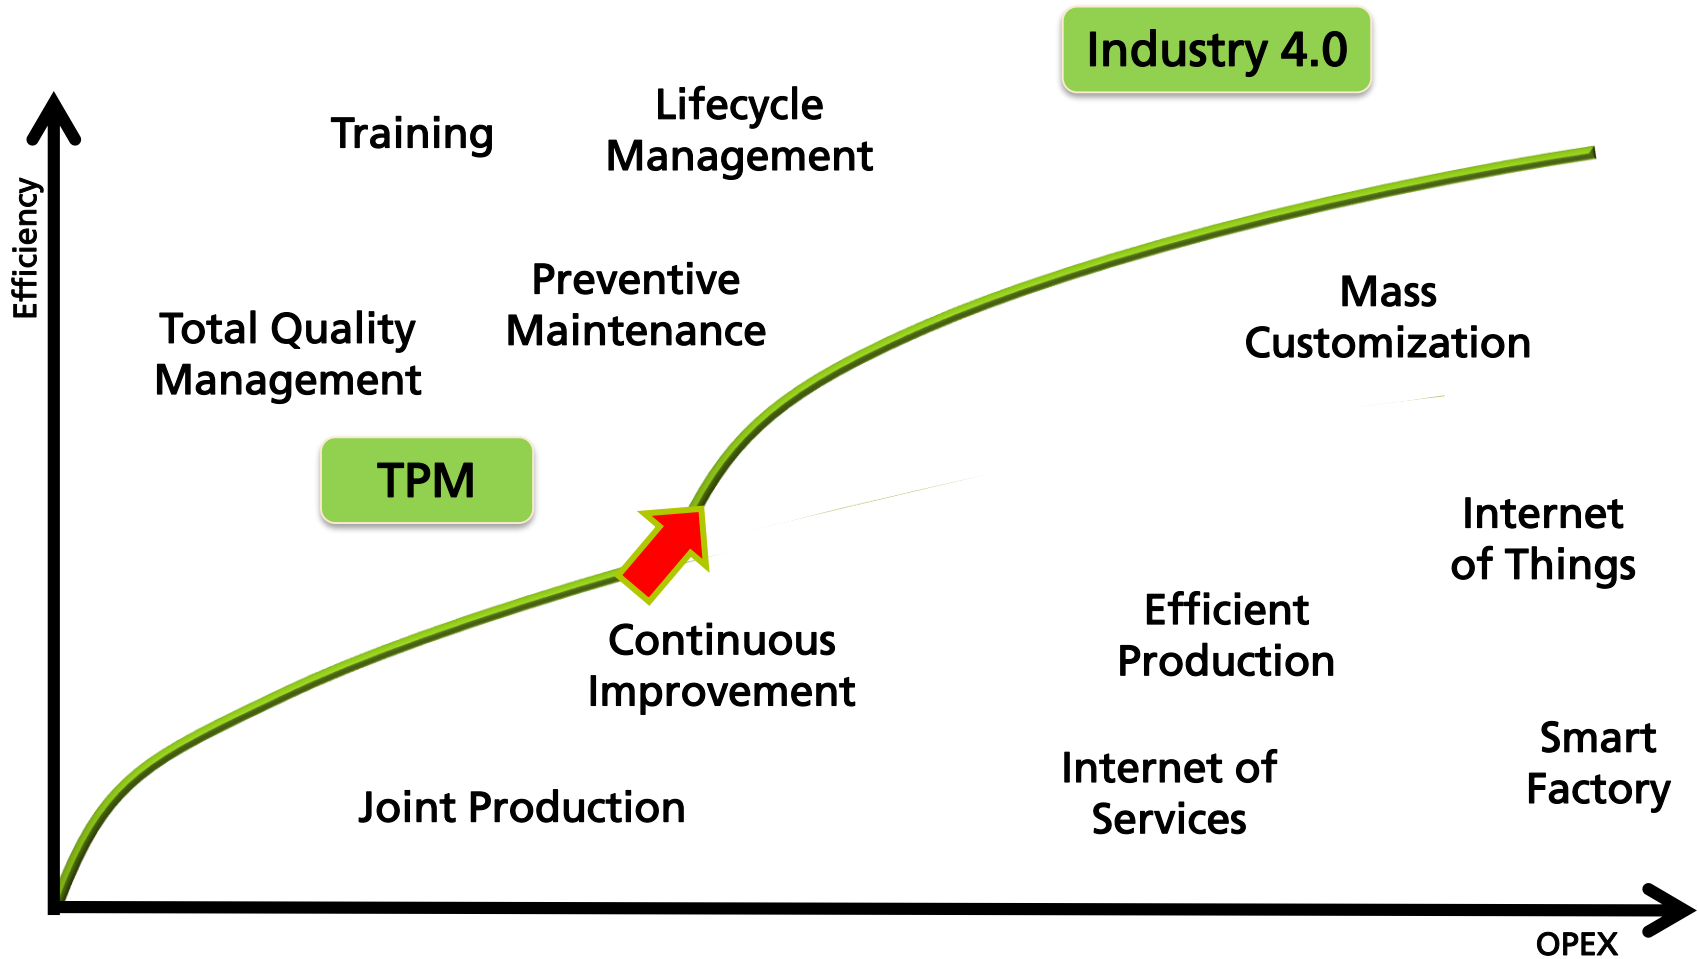 Industry 4.0
Training
Lifecycle
Management
Efficiency
Total Quality
Management
Preventive
Maintenance
Mass
Customization
TPM
Internet
of Things
Efficient
Production
Continuous
Improvement
Joint Production
Internet of
Services
Smart
Factory
OPEX